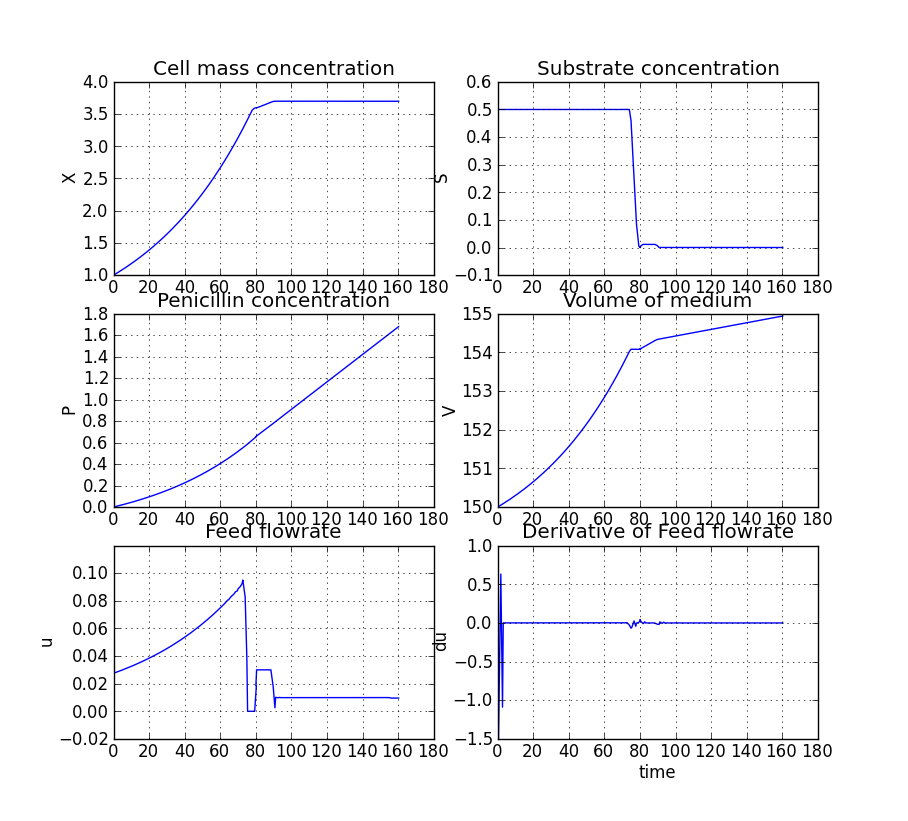 Cell mass concentration
X
4.0
3.5
3.0
2.5
2.0
1.5
1.0
0 20 40 60 80 100 120 140 160 180
Substrate concentration
S
0.6
0.5
0.4
0.3
0.2
0.1
0.0
−0.1
0 20 40 60 80 100 120 140 160 180
Penicillin concentration
P
1.8
1.6
1.4
1.2
1.0
0.8
0.6
0.4
0.2
0.0
0 20 40 60 80 100 120 140 160 180
Volume of medium
V
155
154
153
152
151
150
0 20 40 60 80 100 120 140 160 180
Feed flowrate
u
0.10
0.08
0.06
0.04
0.02
0.00
−0.02
0 20 40 60 80 100 120 140 160 180
Derivative of Feed flowrate
du
1.0
0.5
0.0
−0.5
−1.0
−1.5
0 20 40 60 80 100 120 140 160 180
time